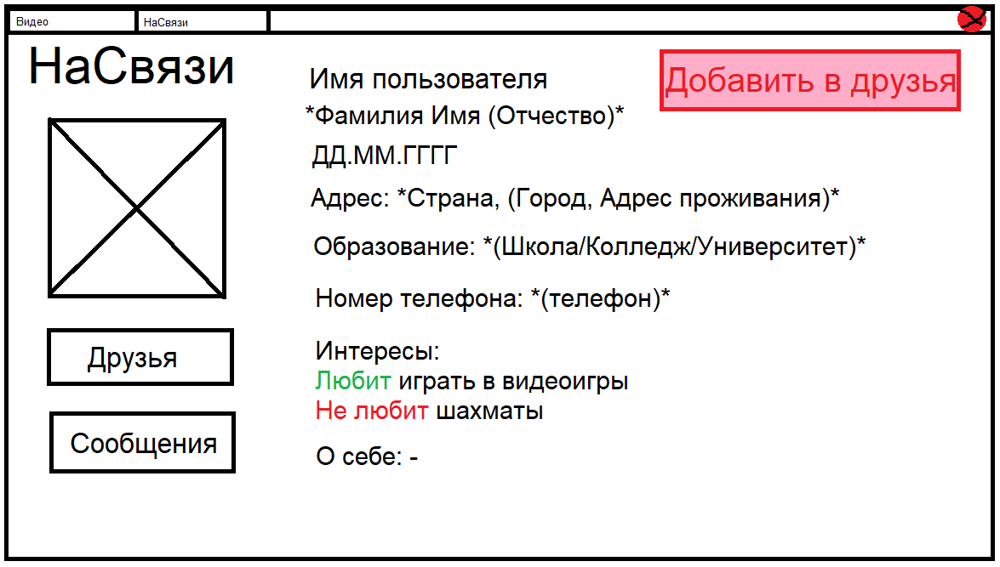 Видео
НаСвязи
НаСвязи
Имя пользователя
Добавить в друзья
*Фамилия Имя (Отчество)*
ДД.ММ.ГГГГ
Адрес: *Страна, (Город, Адрес проживания)*
Образование: *(Школа/Колледж/Университет)*
Номер телефона: *(телефон)*
Друзья
Сообщения
Интересы:
Любит играть в видеоигры
Не любит шахматы
О себе: -